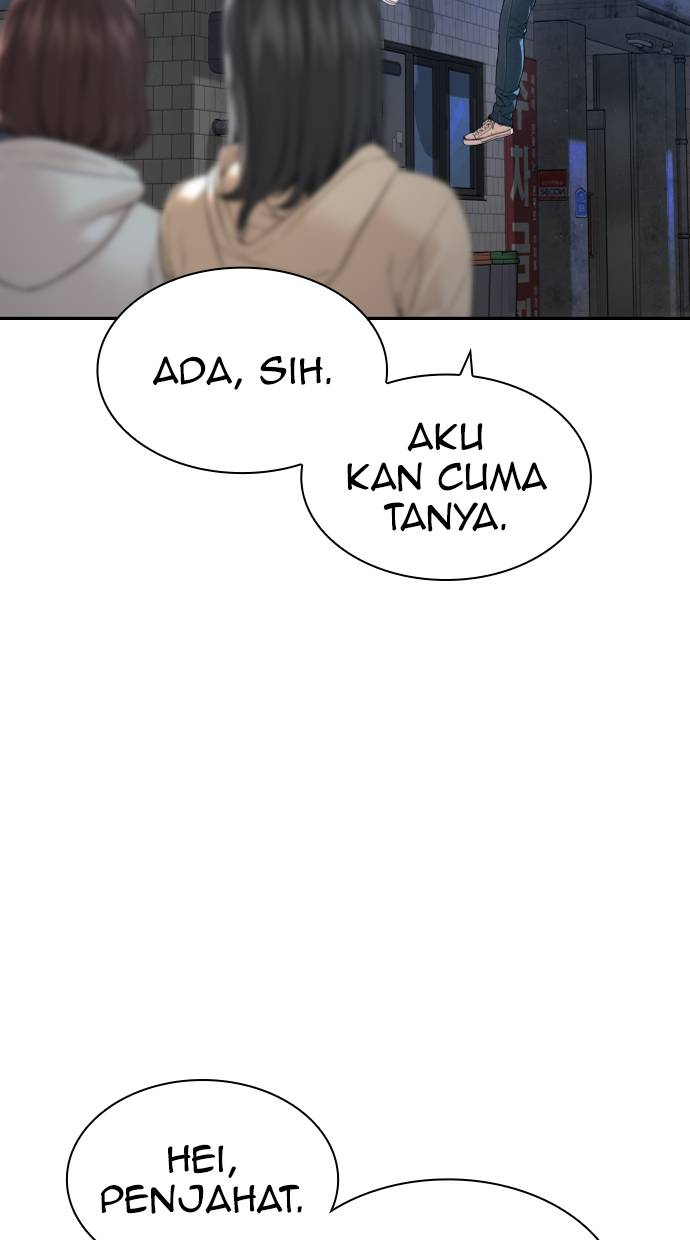 ADA, SIH.
AKU
KAN CUMA
TANYA.
HEI,
PENJAHAT.